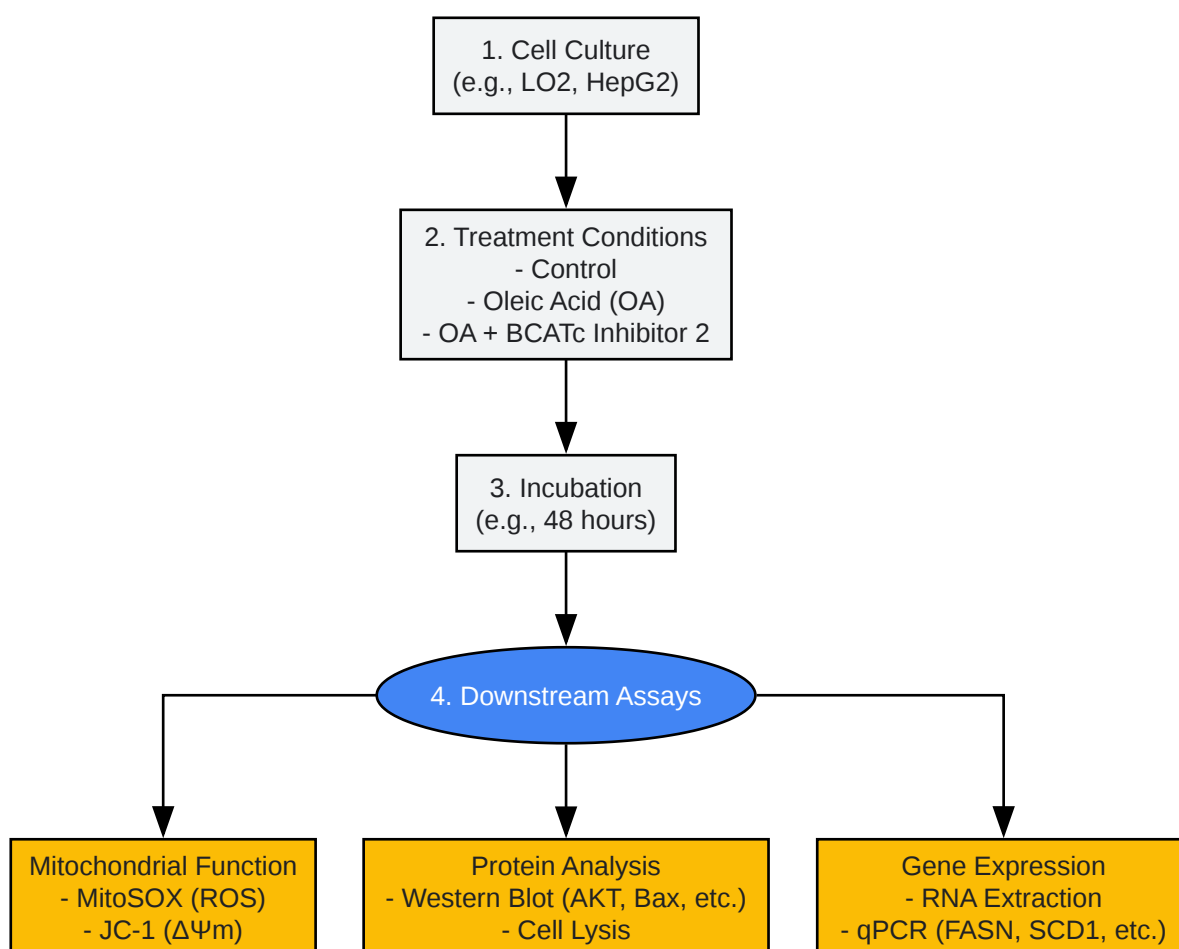 1. Cell Culture
(e.g., LO2, HepG2)
2. Treatment Conditions
- Control
- Oleic Acid (OA)
- OA + BCATc Inhibitor 2
3. Incubation
(e.g., 48 hours)
4. Downstream Assays
Mitochondrial Function
- MitoSOX (ROS)
- JC-1 (ΔΨm)
Protein Analysis
- Western Blot (AKT, Bax, etc.)
- Cell Lysis
Gene Expression
- RNA Extraction
- qPCR (FASN, SCD1, etc.)